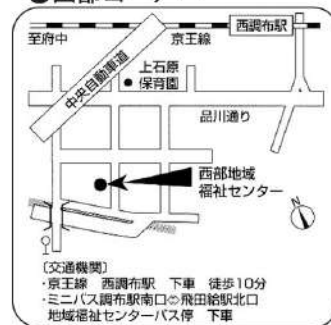 西調布駅
至府中
京王線
中央自動車道
上石原
保育園
品川通り
西部地域
福祉センター
N
〔交通機関〕
・京王線 西調布駅 下車 徒歩10分
・ミニバス調布駅南口⇔飛田給駅北口
地域福祉センターバス停 下車